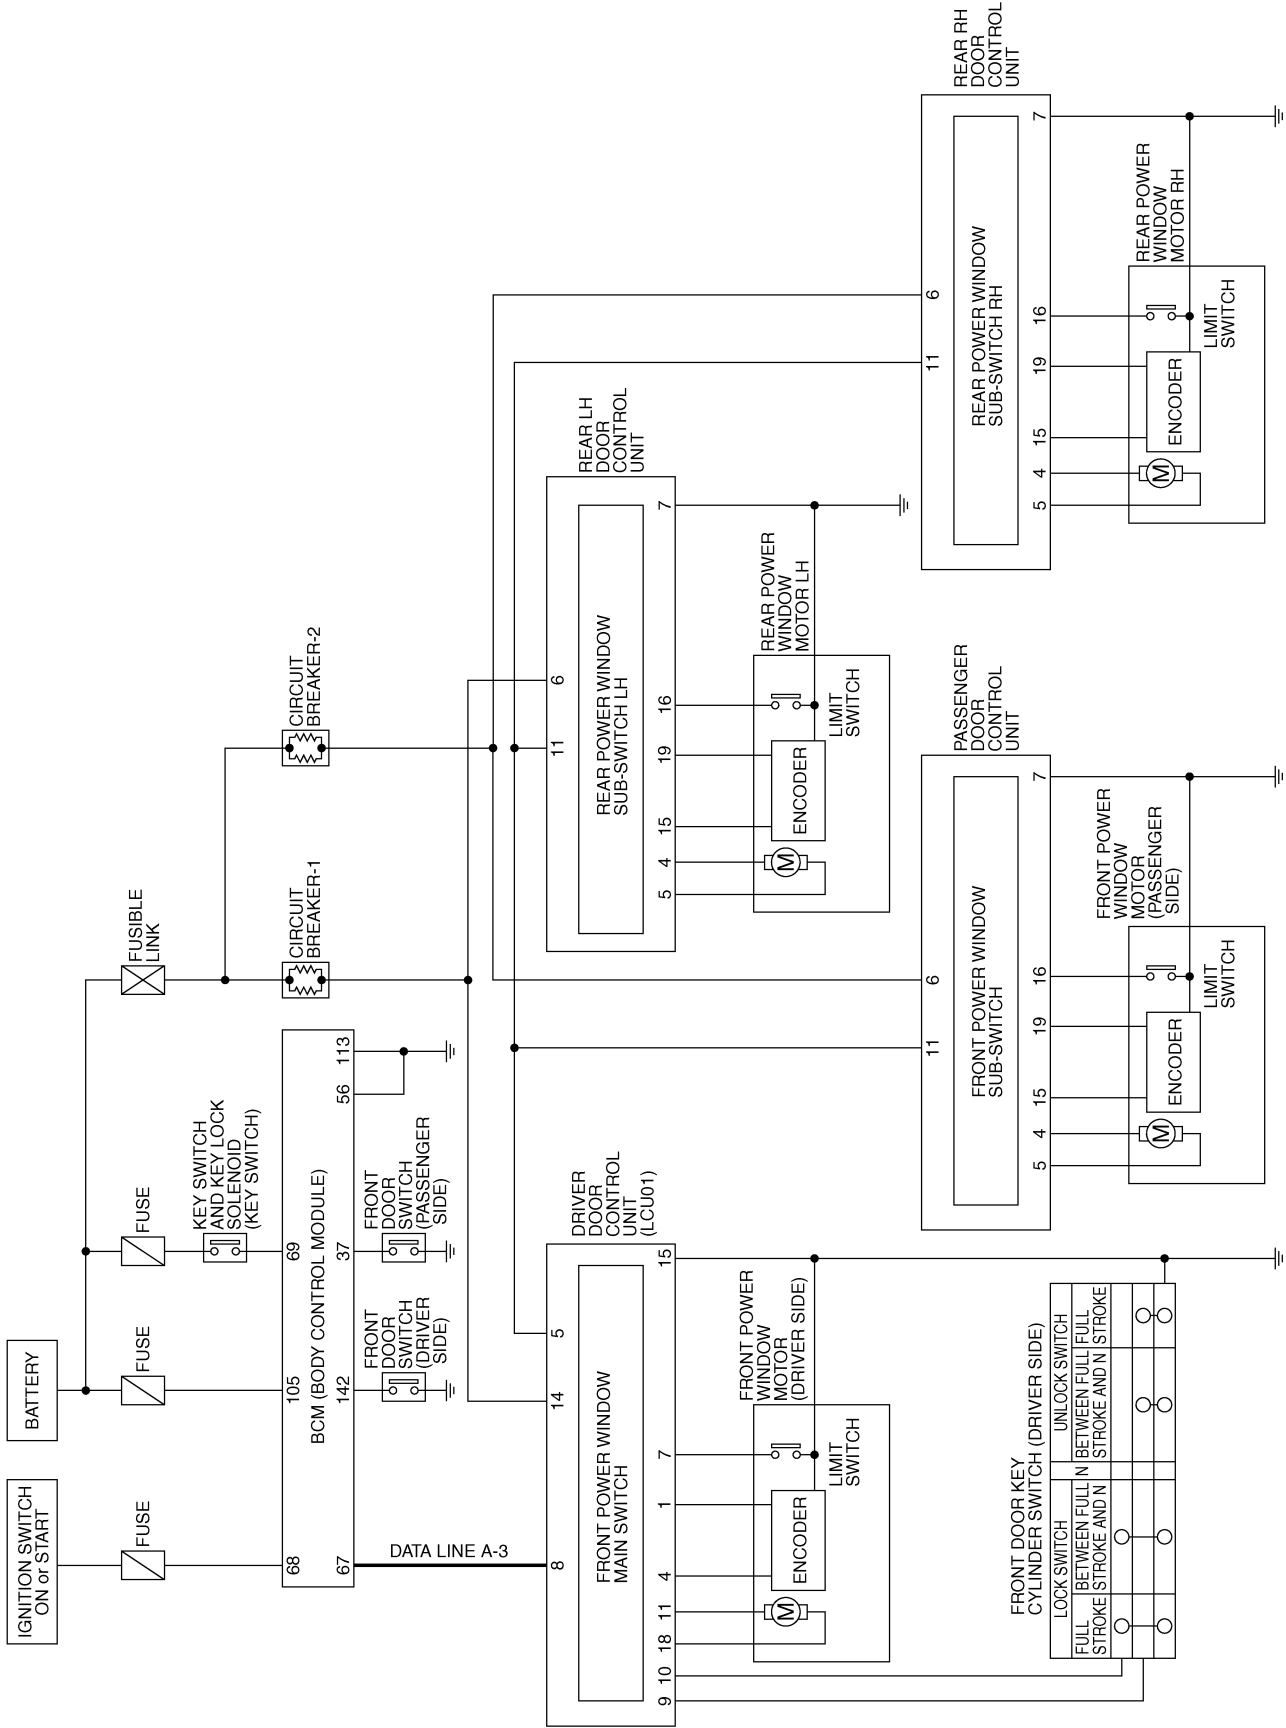 IGNITION SWITCH
ON or START
BATTERY
FUSE
FUSE
FUSE
FUSIBLE
LINK
KEY SWITCH
AND KEY LOCK
SOLENOID
(KEY SWITCH)
CIRCUIT
BREAKER-1
CIRCUIT
BREAKER-2
68
105
69
BCM (BODY CONTROL MODULE)
67
142
37
56
113
FRONT
DOOR
SWITCH
(DRIVER
SIDE)
FRONT
DOOR
SWITCH
(PASSENGER
SIDE)
DATA LINE A-3
DRIVER
DOOR
CONTROL
UNIT
(LCU01)
8
14
5
FRONT POWER WINDOW
MAIN SWITCH
9
10
18
11
4
1
7
15
FRONT POWER
WINDOW
MOTOR
(DRIVER SIDE)
M
ENCODER
LIMIT
SWITCH
REAR LH
DOOR
CONTROL
UNIT
11
6
REAR POWER WINDOW
SUB-SWITCH LH
5
4
15
19
16
7
REAR POWER
WINDOW
MOTOR LH
M
ENCODER
LIMIT
SWITCH
PASSENGER
DOOR
CONTROL
UNIT
11
6
FRONT POWER WINDOW
SUB-SWITCH
5
4
15
19
16
7
FRONT POWER
WINDOW
MOTOR
(PASSENGER
SIDE)
M
ENCODER
LIMIT
SWITCH
REAR RH
DOOR
CONTROL
UNIT
11
6
REAR POWER WINDOW
SUB-SWITCH RH
5
4
15
19
16
7
REAR POWER
WINDOW
MOTOR RH
M
ENCODER
LIMIT
SWITCH
FRONT DOOR KEY
CYLINDER SWITCH (DRIVER SIDE)
LOCK SWITCH
N
UNLOCK SWITCH
FULL
STROKE
BETWEEN FULL
STROKE AND N
BETWEEN FULL
STROKE AND N
FULL
STROKE